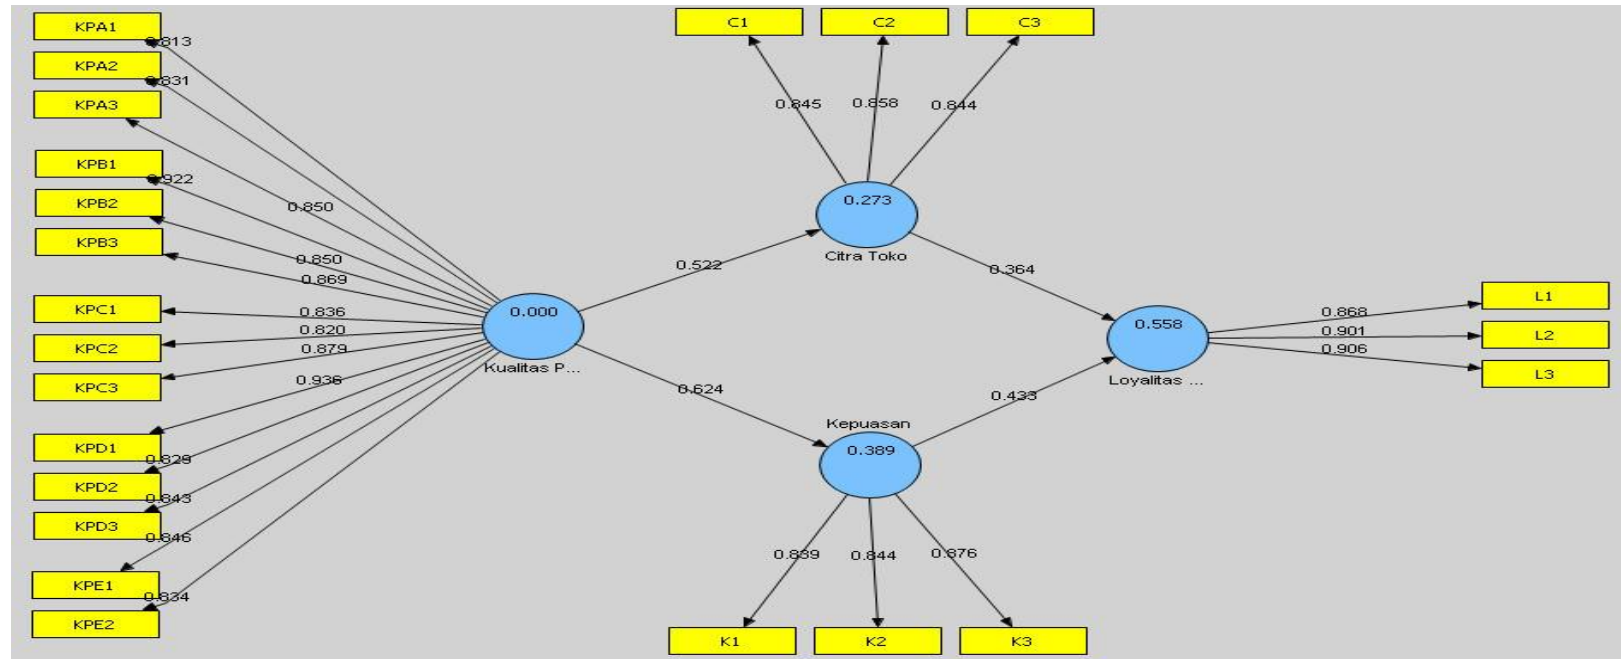 KPA1
0.813
KPA2
0.831
KPA3
KPB1
0.922
KPB2
0.850
KPB3
0.850
0.869
KPC1
0.836
KPC2
0.820
KPC3
0.879
0.936
KPD1
0.829
KPD2
0.843
KPD3
0.846
KPE1
0.834
KPE2
0.000
Kualitas P...
0.522
0.624
C1
C2
C3
0.845
0.858
0.844
0.273
Citra Toko
0.364
Kepuasan
0.389
0.433
0.839
0.844
0.876
K1
K2
K3
0.558
Loyalitas ...
0.868
0.901
0.906
L1
L2
L3